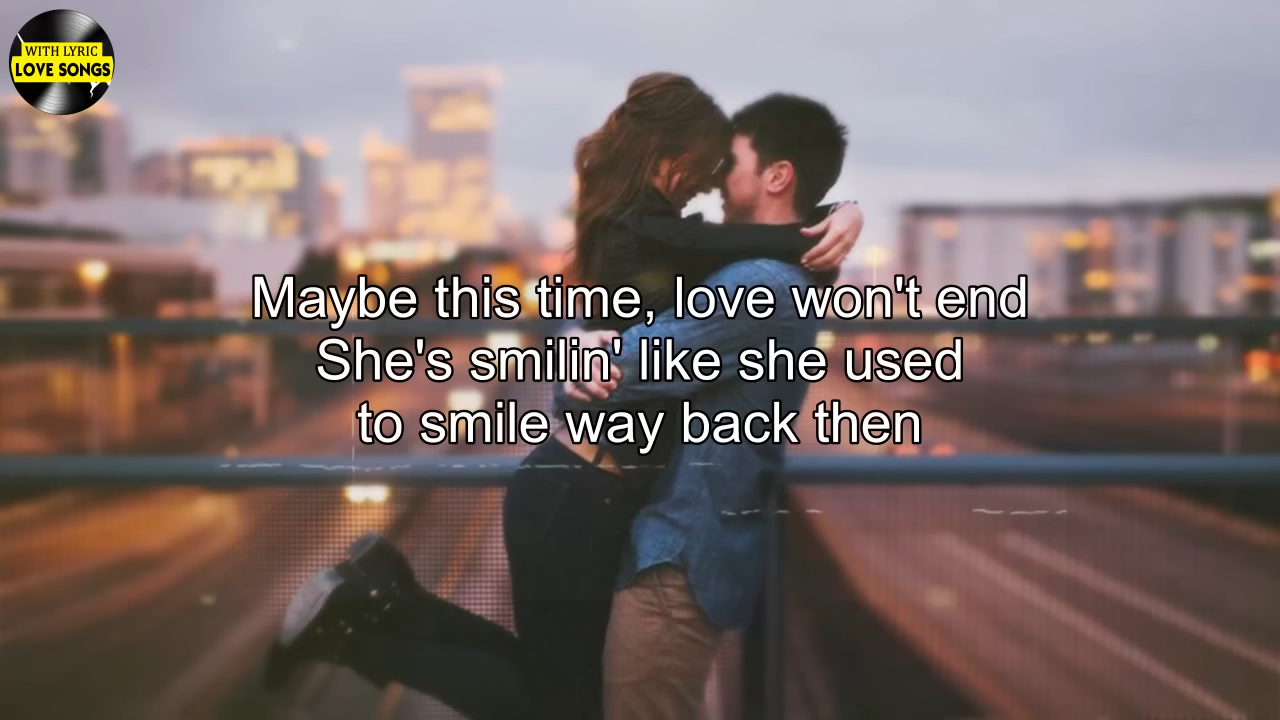 WITH LYRIC
LOVE SONGS
Maybe this time, love won't end
She's smilin' like she used
to smile way back then